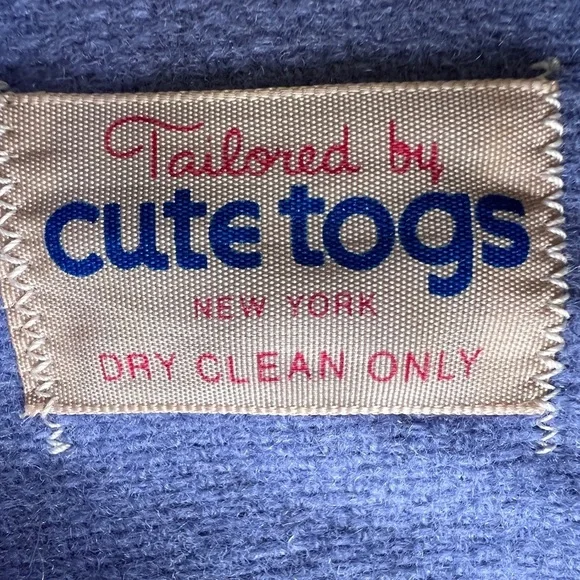 Tailored by
cute togs
NEW YORK
DRY CLEAN ONLY